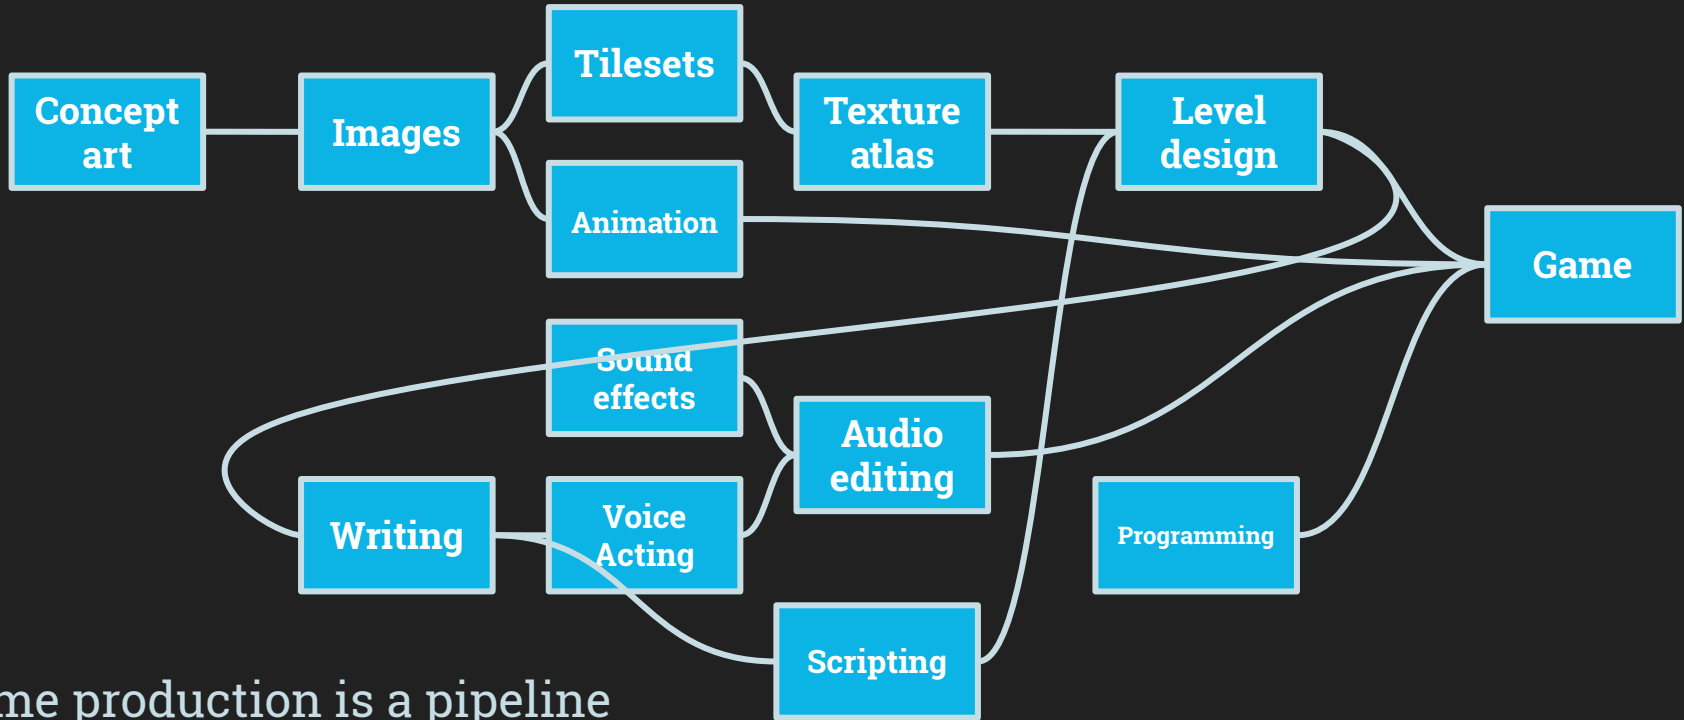 Concept
art
Images
Tilesets
Animation
Texture
atlas
Level
design
Game
Sound
effects
Audio
editing
Writing
Voice
Acting
Programming
Scripting
production is a pipeline